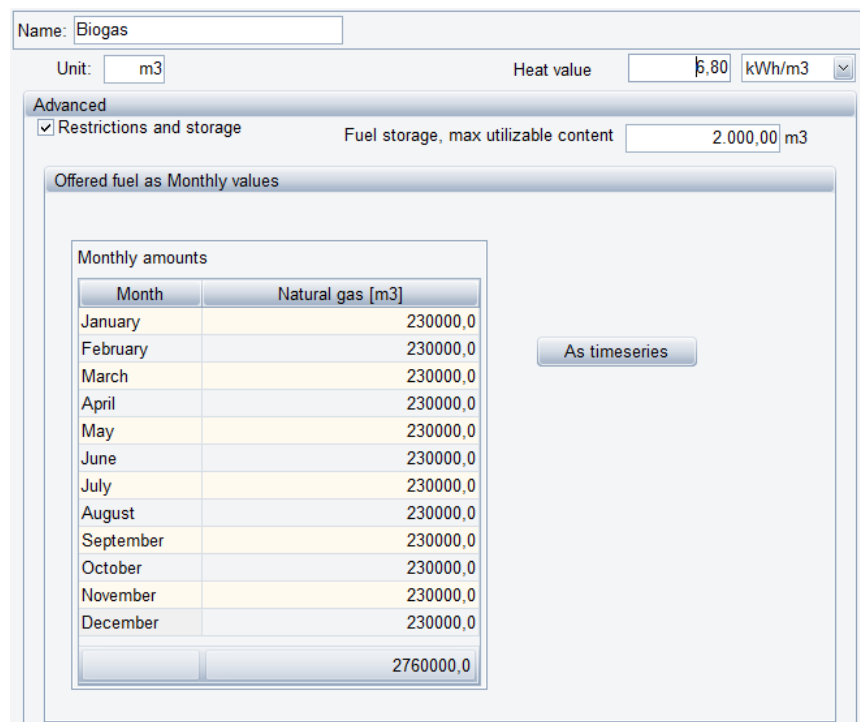 Name: Biogas
Unit: m3 Heat value 6,80 kWh/m3
Advanced
Restrictions and storage Fuel storage, max utilizable content 2.000,00 m3
Offered fuel as Monthly values
Monthly amounts
Month Natural gas [m3]
January 230000,0
February 230000,0
As timeseries
March 230000,0
April 230000,0
May 230000,0
June 230000,0
July 230000,0
August 230000,0
September 230000,0
October 230000,0
November 230000,0
December 230000,0
2760000,0